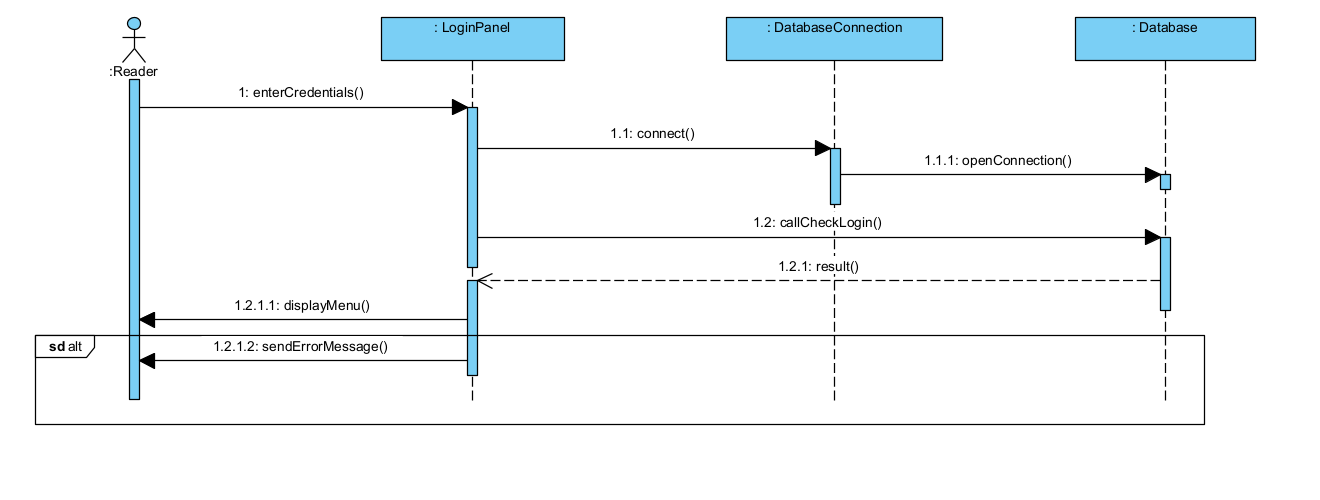 : LoginPanel
: DatabaseConnection
: Database
:Reader
1: enterCredentials()
1.1: connect()
1.1.1: openConnection()
1.2: callCheckLogin()
1.2.1: result()
1.2.1.1: displayMenu()
sd alt
1.2.1.2: sendErrorMessage()